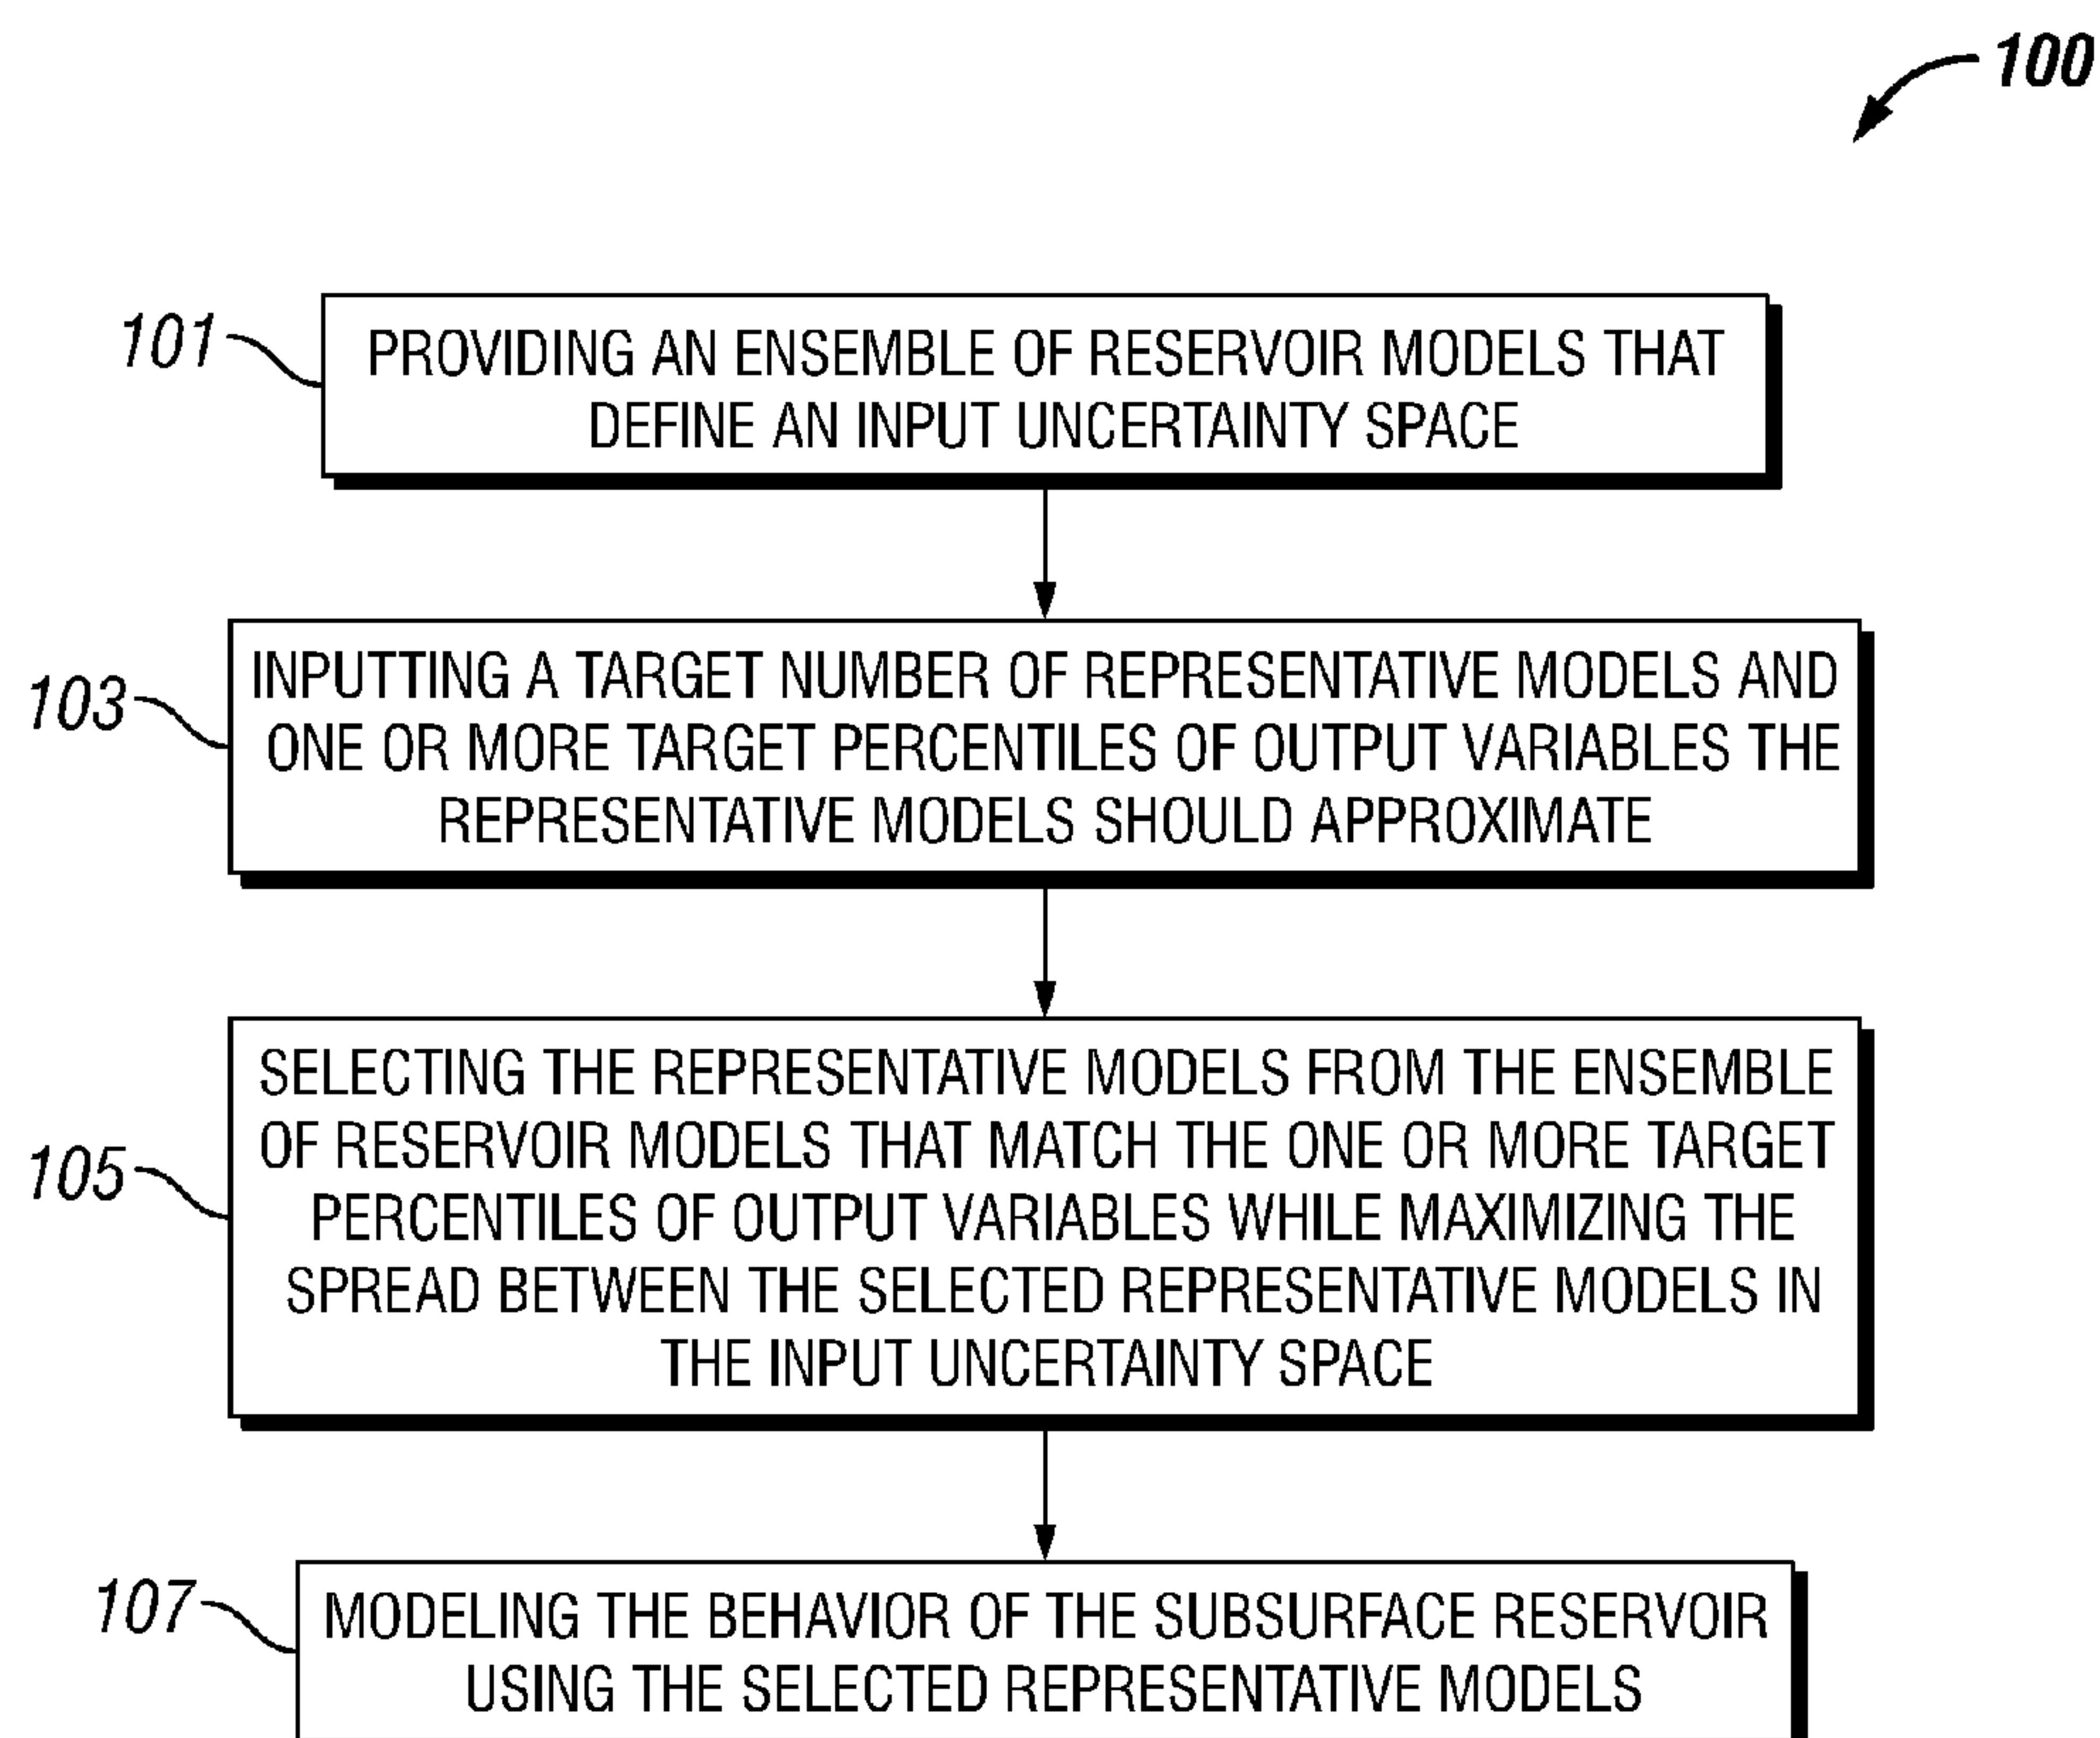 100
101
PROVIDING AN ENSEMBLE OF RESERVOIR MODELS THAT
DEFINE AN INPUT UNCERTAINTY SPACE
103
INPUTTING A TARGET NUMBER OF REPRESENTATIVE MODELS AND
ONE OR MORE TARGET PERCENTILES OF OUTPUT VARIABLES THE
REPRESENTATIVE MODELS SHOULD APPROXIMATE
105
SELECTING THE REPRESENTATIVE MODELS FROM THE ENSEMBLE
OF RESERVOIR MODELS THAT MATCH THE ONE OR MORE TARGET
PERCENTILES OF OUTPUT VARIABLES WHILE MAXIMIZING THE
SPREAD BETWEEN THE SELECTED REPRESENTATIVE MODELS IN
THE INPUT UNCERTAINTY SPACE
107
MODELING THE BEHAVIOR OF THE SUBSURFACE RESERVOIR
USING THE SELECTED REPRESENTATIVE MODELS